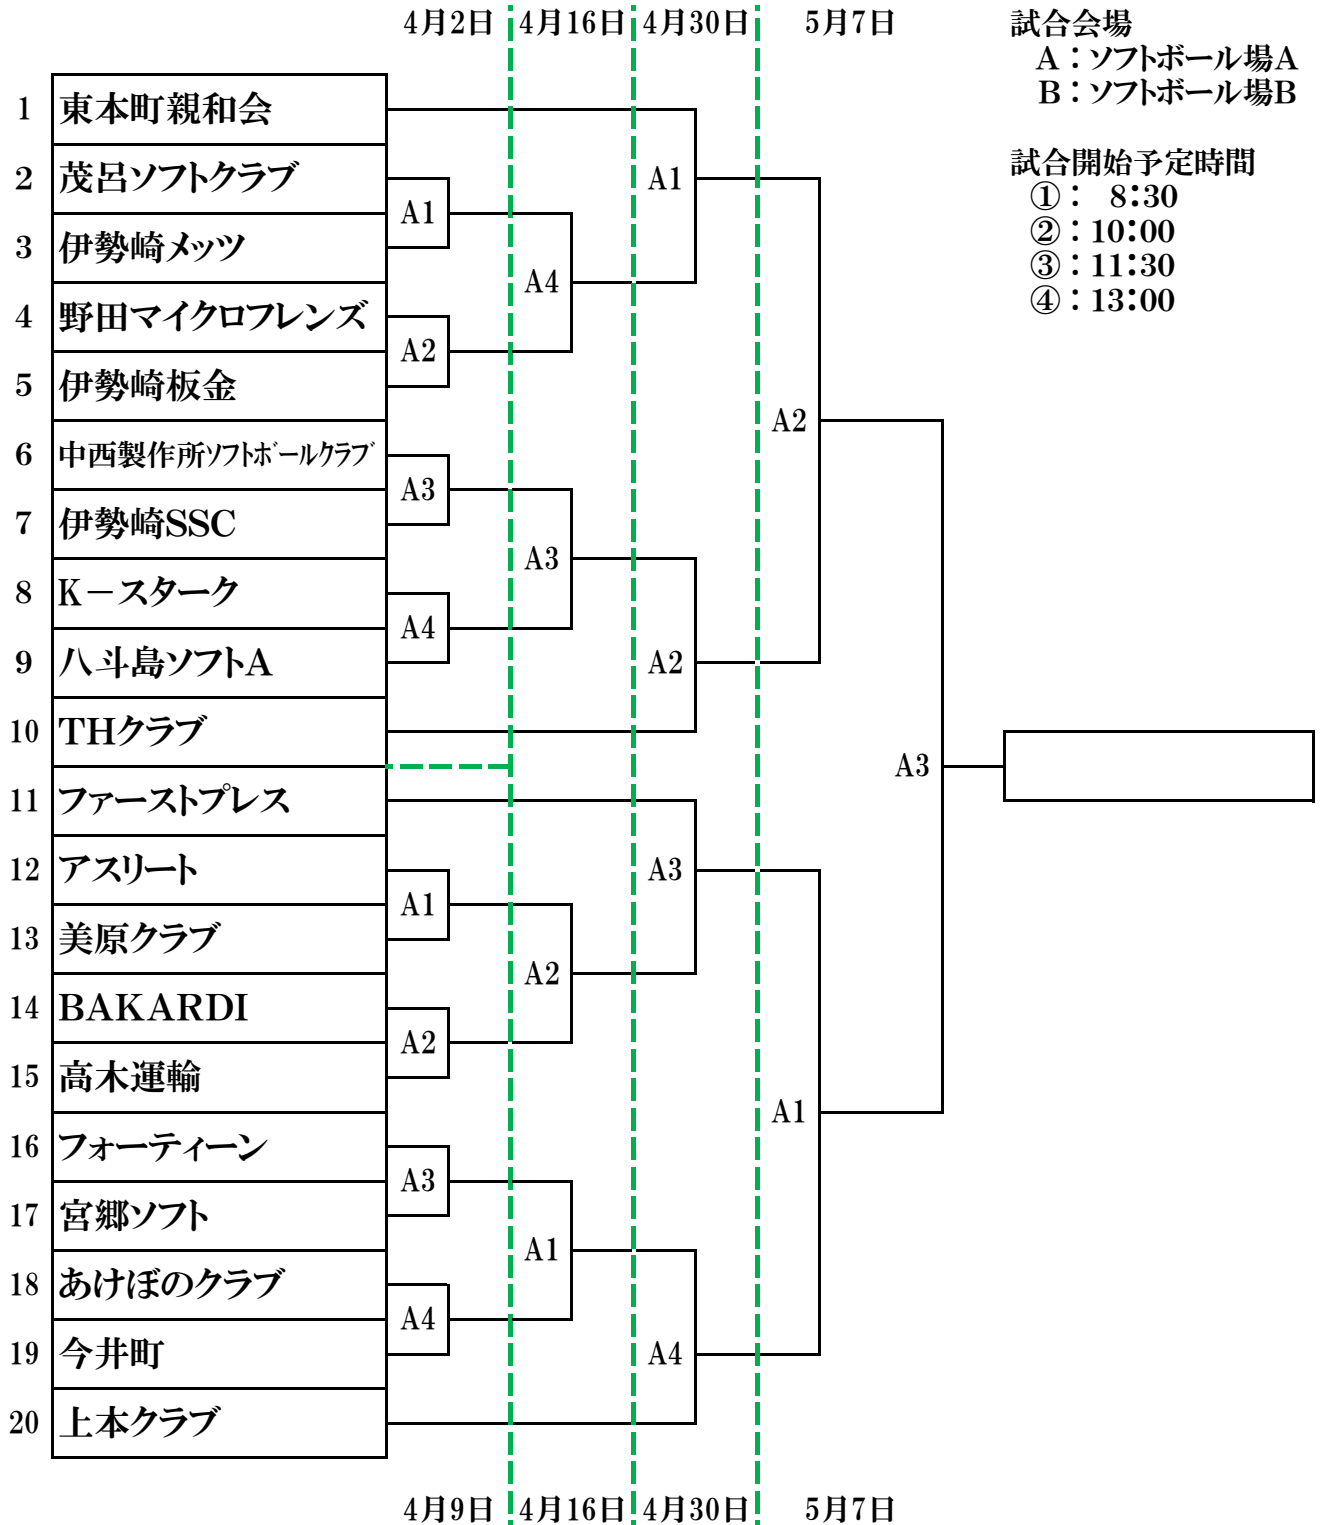 4月2日 4月16日 4月30日 5月7日
試合会場
A：ソフトボール場A
B：ソフトボール場B
試合開始予定時間
①： 8:30
②：10:00
③：11:30
④：13:00
1 東本町親和会
2 茂呂ソフトクラブ
3 伊勢崎メッツ
4 野田マイクロフレンズ
5 伊勢崎板金
6 中西製作所ソフトボールクラブ
7 伊勢崎SSC
8 K－スターク
9 八斗島ソフトA
10 THクラブ
11 ファーストプレス
12 アスリート
13 美原クラブ
14 BAKARDI
15 高木運輸
16 フォーティーン
17 宮郷ソフト
18 あけぼのクラブ
19 今井町
20 上本クラブ
A1
A2
A3
A4
A1
A2
A3
A4
A4
A3
A2
A1
A1
A2
A3
A4
A2
A1
A3
4月9日 4月16日 4月30日 5月7日